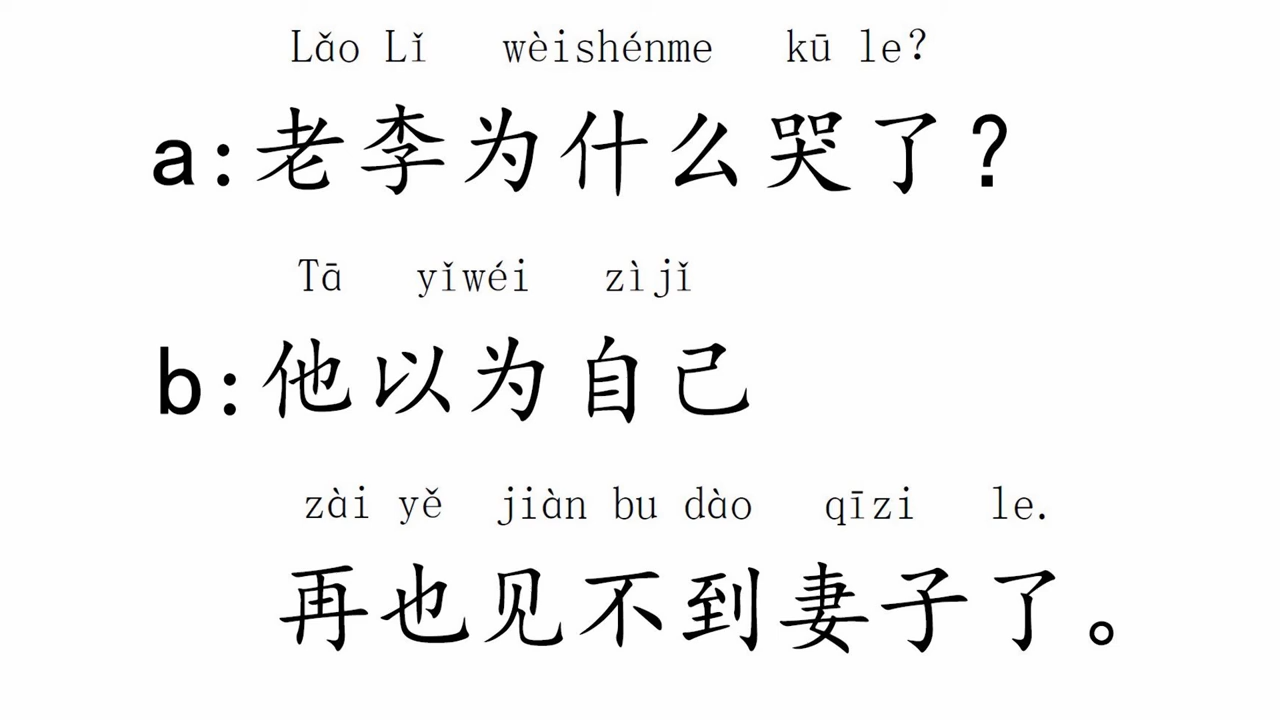 Lǎo Lǐ wèishénme kū le?
a:老李为什么哭了?
Tā yǐwéi zìjǐ
b:他以为自己
zài yě jiàn bu dào qīzi le.
再也见不到妻子了。